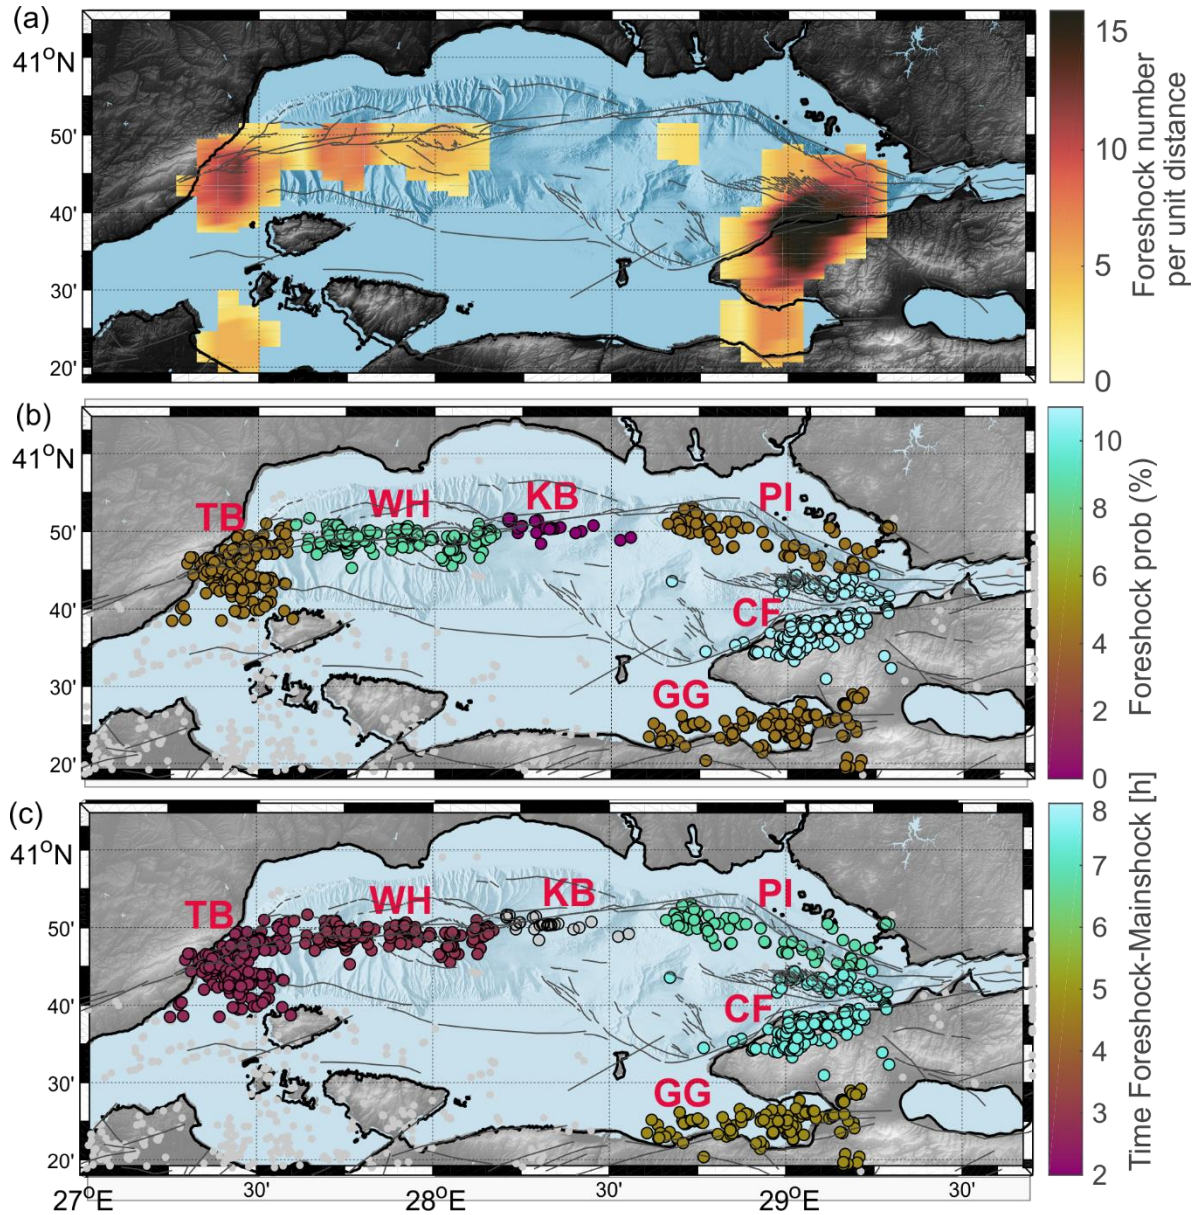 (a)
41°N
50'
40'
30'
20'
15
10
5
0
Foreshock number
per unit distance
(b)
41°N
50'
40'
30'
20'
TB
WH
KB
PI
CF
GG
10
8
6
4
2
0
Foreshock prob (%)
(c)
41°N
50'
40'
30'
20'
TB
WH
KB
PI
CF
GG
27°E
30'
28°E
30'
29°E
30'
8
7
6
5
4
3
2
Time Foreshock-Mainshock [h]